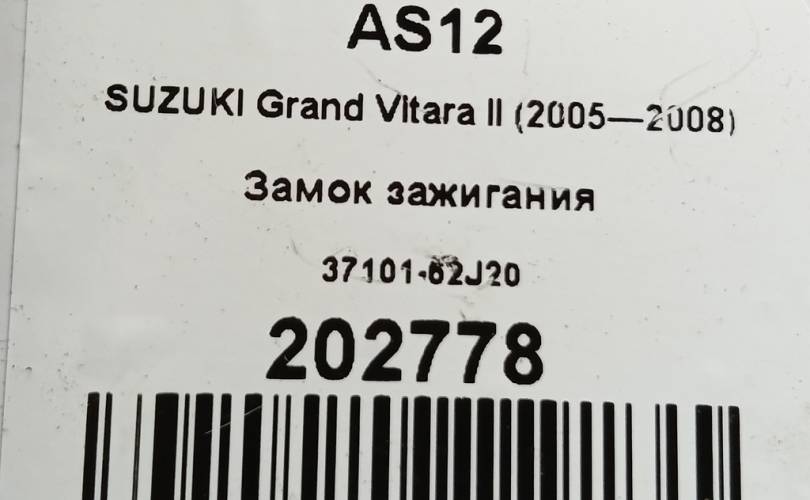 AS12
SUZUKI Grand Vitara II (2005—2008)
Замок зажигания
37101-62J20
202778